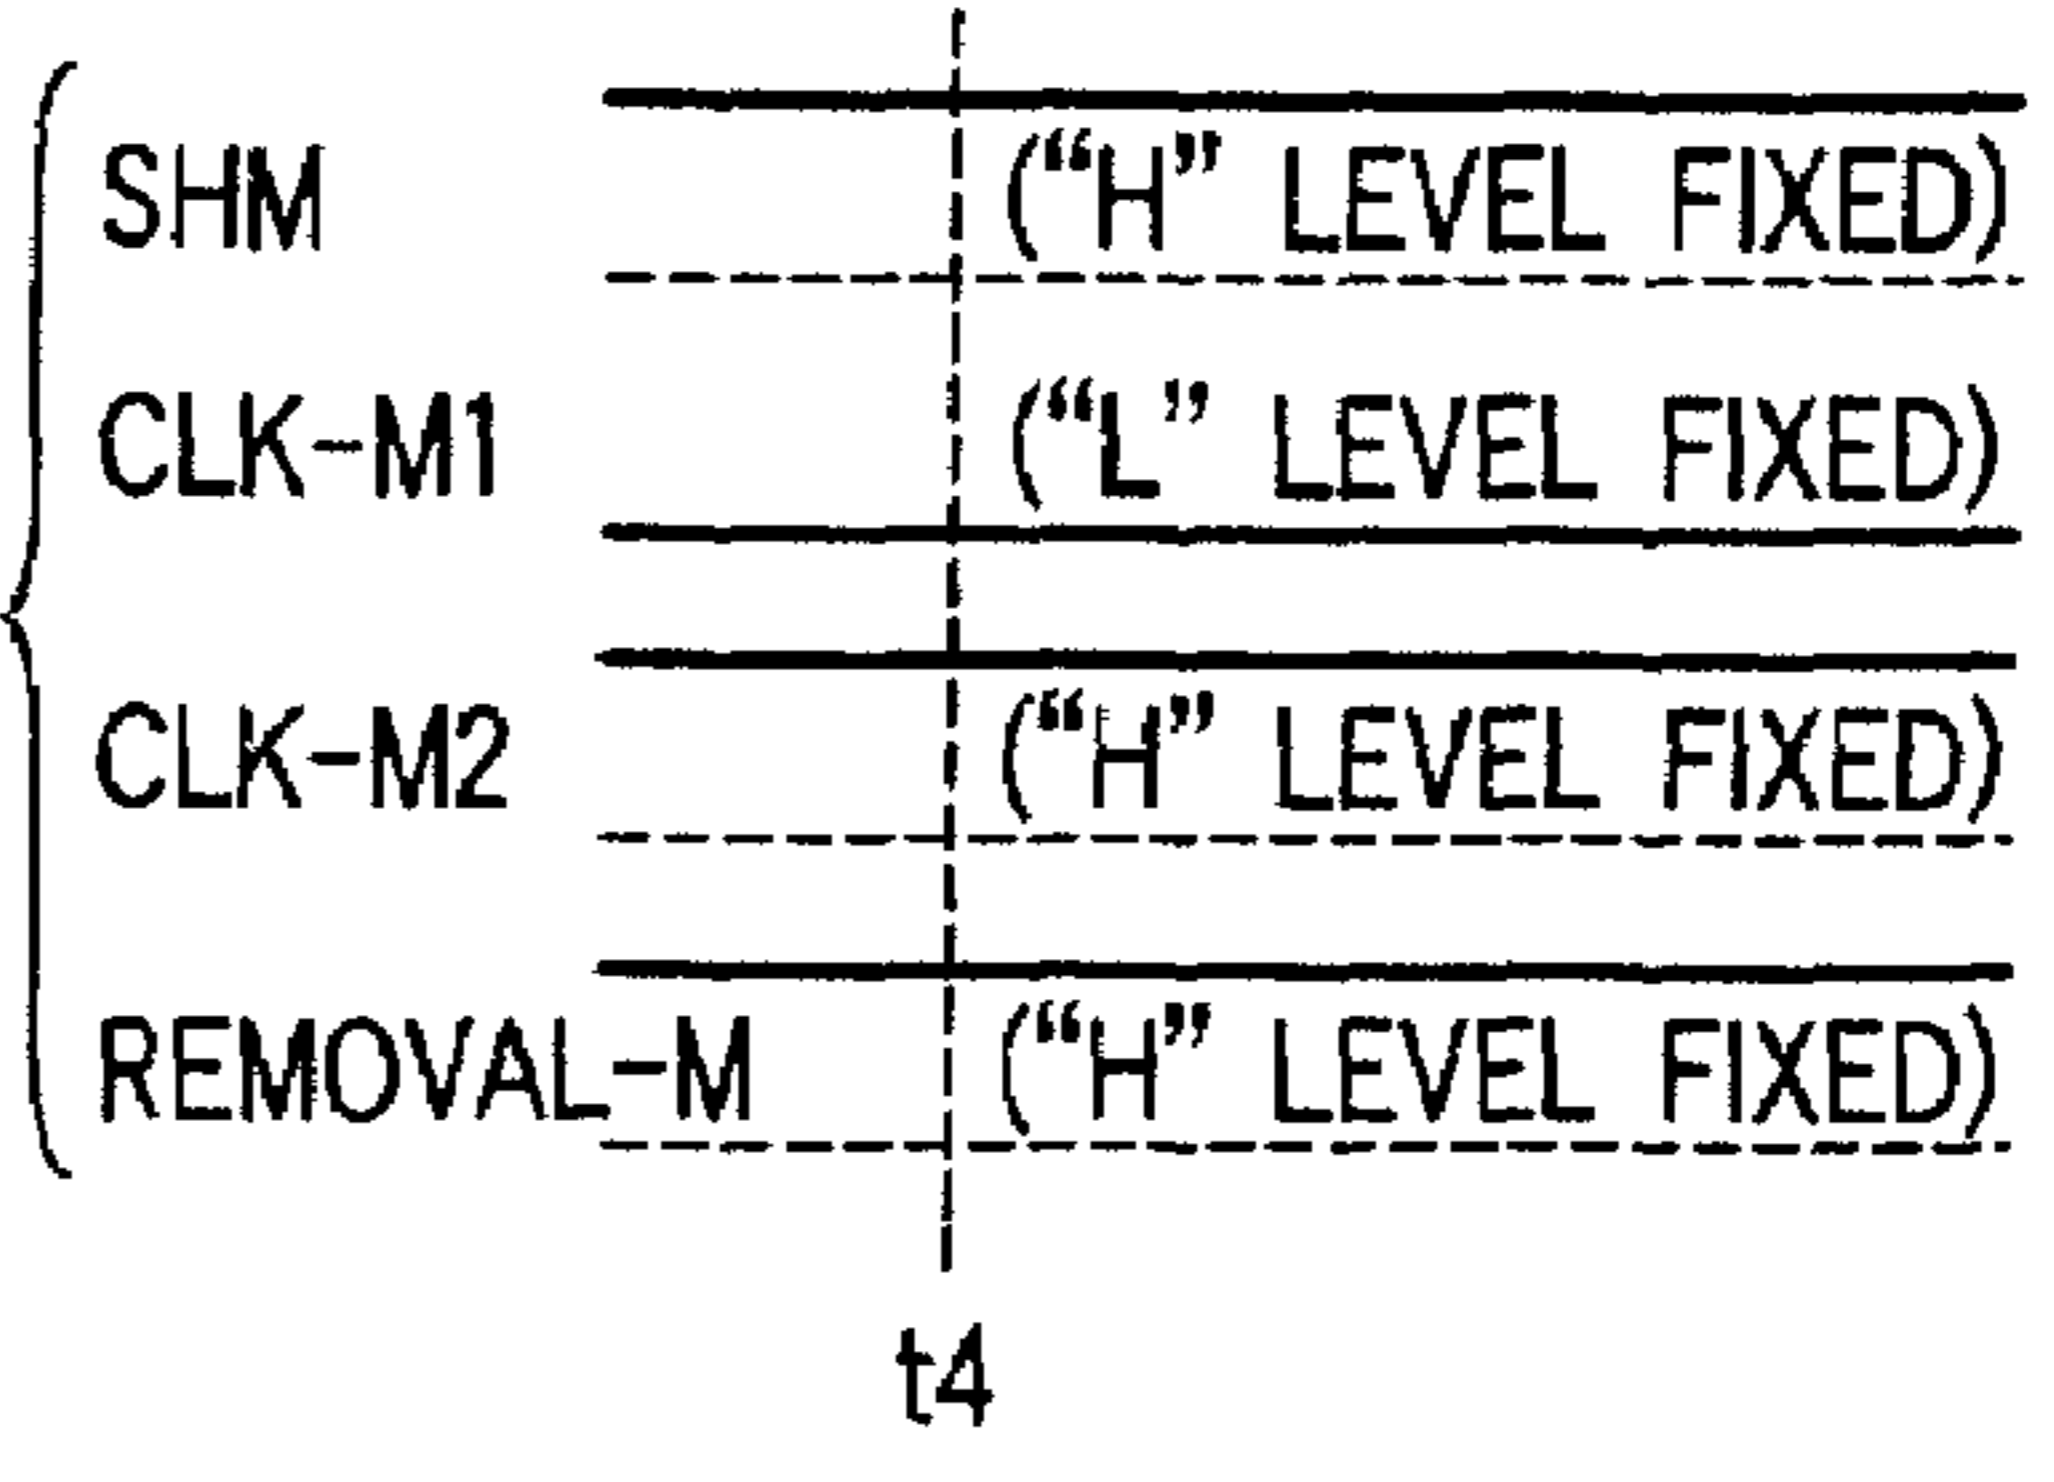 SHM (“H” LEVEL FIXED)
CLK-M1 (“L” LEVEL FIXED)
CLK-M2 (“H” LEVEL FIXED)
REMOVAL-M (“H” LEVEL FIXED)
t4